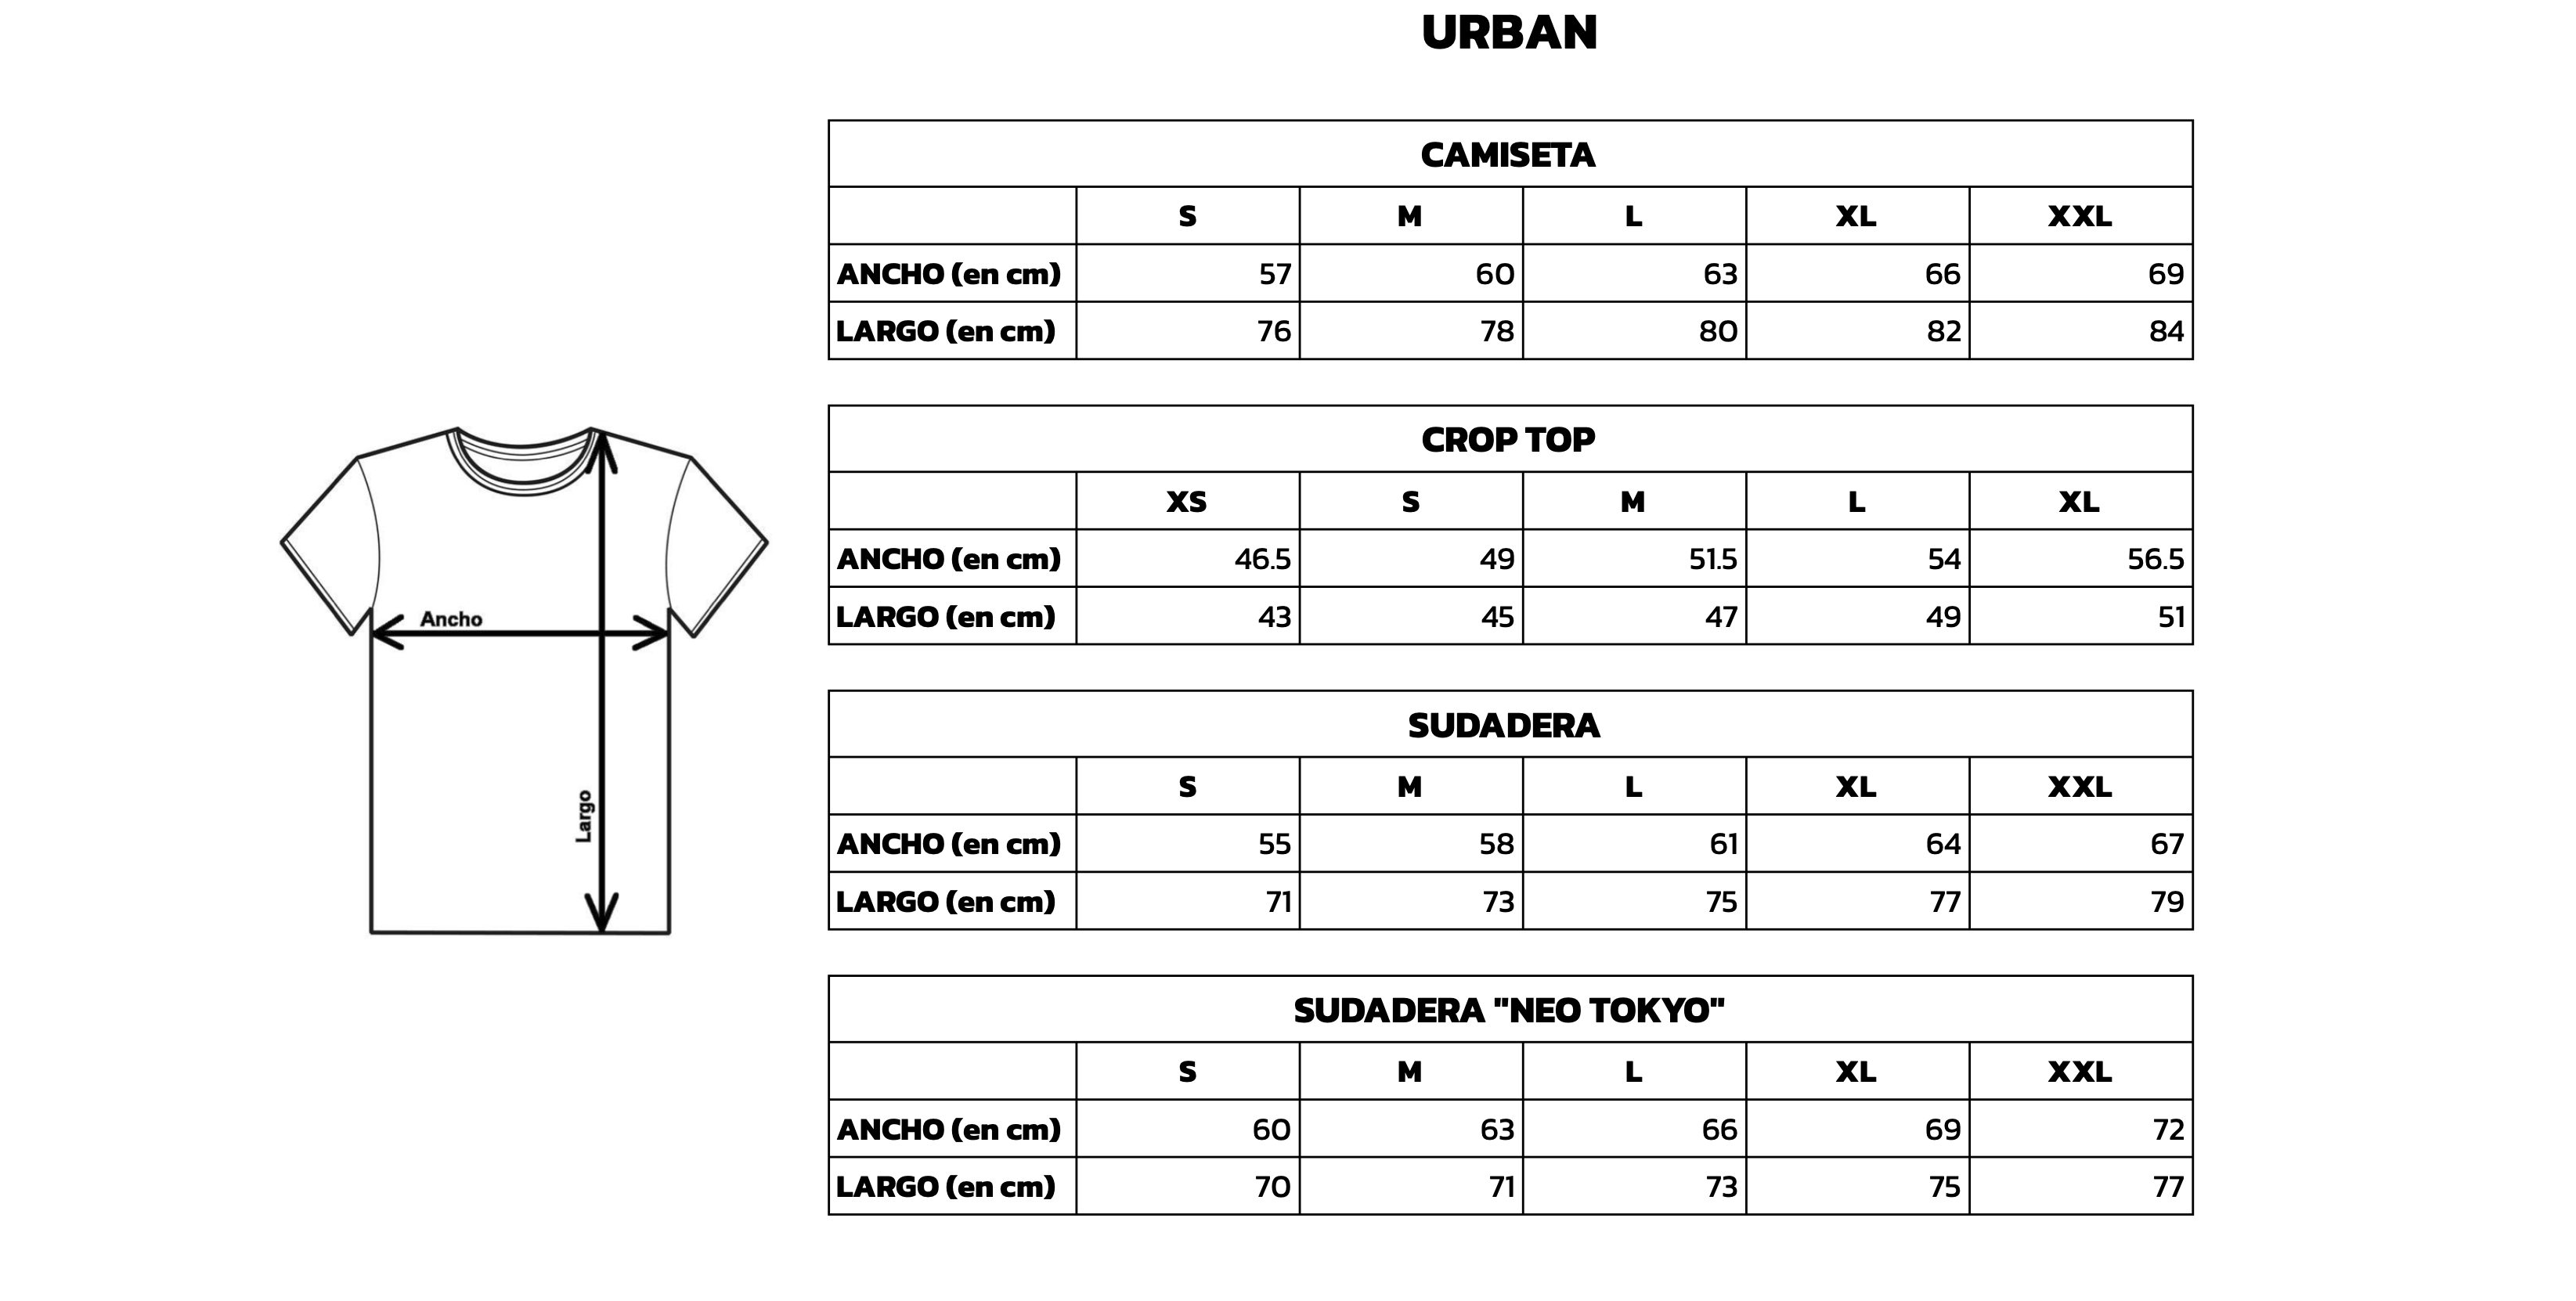 URBAN
CAMISETA
S M L XL XXL
ANCHO (en cm) 57 60 63 66 69
LARGO (en cm) 76 78 80 82 84
CROP TOP
XS S M L XL
ANCHO (en cm) 46.5 49 51.5 54 56.5
LARGO (en cm) 43 45 47 49 51
SUDADERA
S M L XL XXL
ANCHO (en cm) 55 58 61 64 67
LARGO (en cm) 71 73 75 77 79
SUDADERA "NEO TOKYO"
S M L XL XXL
ANCHO (en cm) 60 63 66 69 72
LARGO (en cm) 70 71 73 75 77
Ancho
Largo